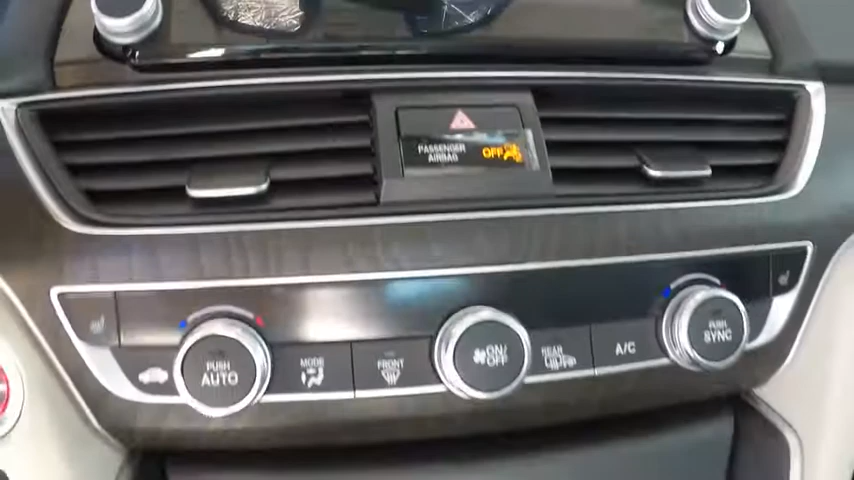 PASSENGER
AIRBAG
OFF
PUSH
AUTO
MODE
FRONT
ON/
OFF
REAR
A/C
PUSH
SYNC